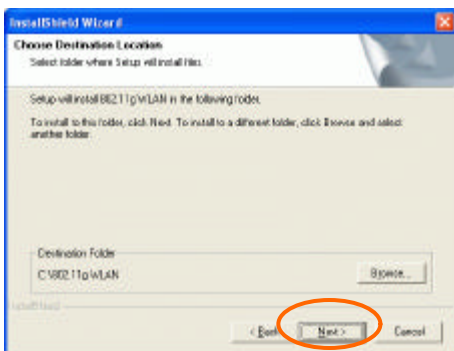 InstallShield Wizard
Choose Destination Location
Select folder where Setup will install files.
Setup will install 802.11g WLAN in the following folder.
To install to this folder, click Next. To install to a different folder, click Browse and select
another folder.
Destination Folder
C:\802.11g WLAN
Browse...
InstallShield
< Back
Next >
Cancel